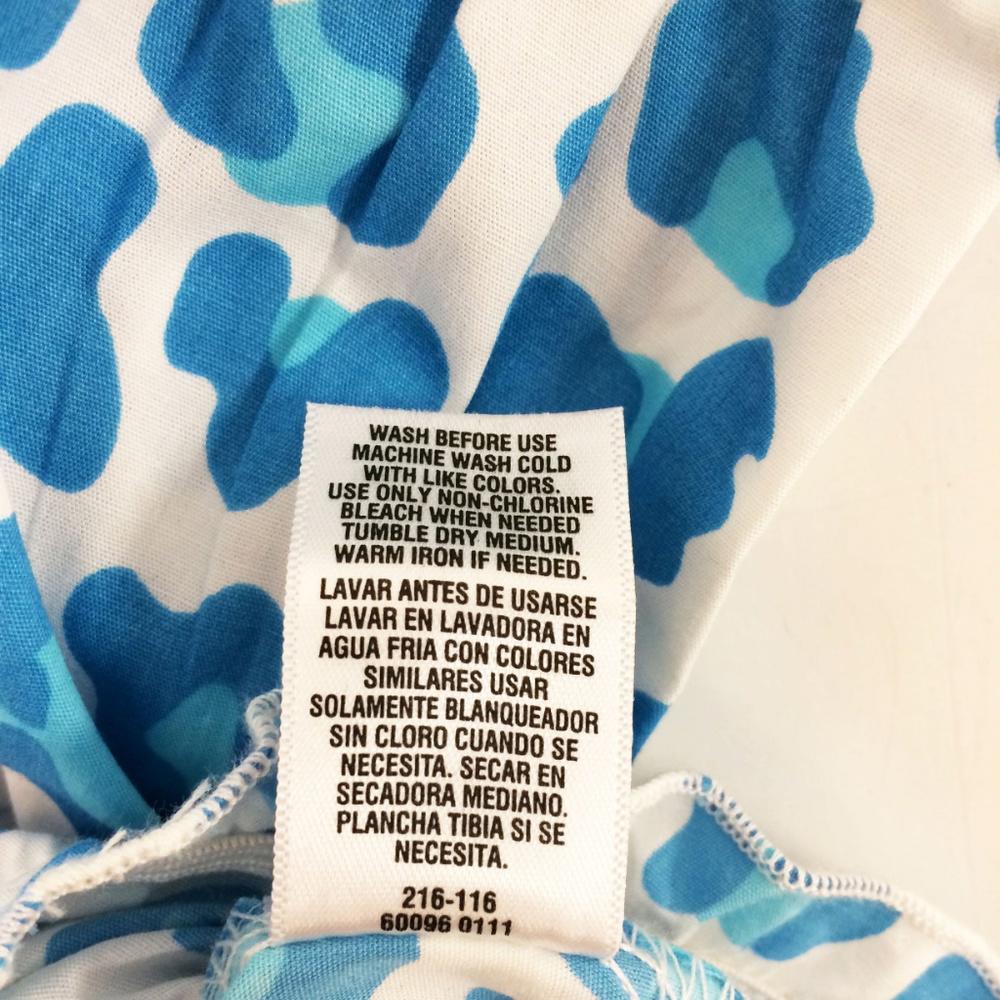 WASH BEFORE USE
MACHINE WASH COLD
WITH LIKE COLORS.
USE ONLY NON-CHLORINE
BLEACH WHEN NEEDED
TUMBLE DRY MEDIUM.
WARM IRON IF NEEDED.
LAVAR ANTES DE USARSE
LAVAR EN LAVADORA EN
AGUA FRIA CON COLORES
SIMILARES USAR
SOLAMENTE BLANQUEADOR
SIN CLORO CUANDO SE
NECESITA. SECAR EN
SECADORA MEDIANO.
PLANCHA TIBIA SI SE
NECESITA.
216-116
60096 0111